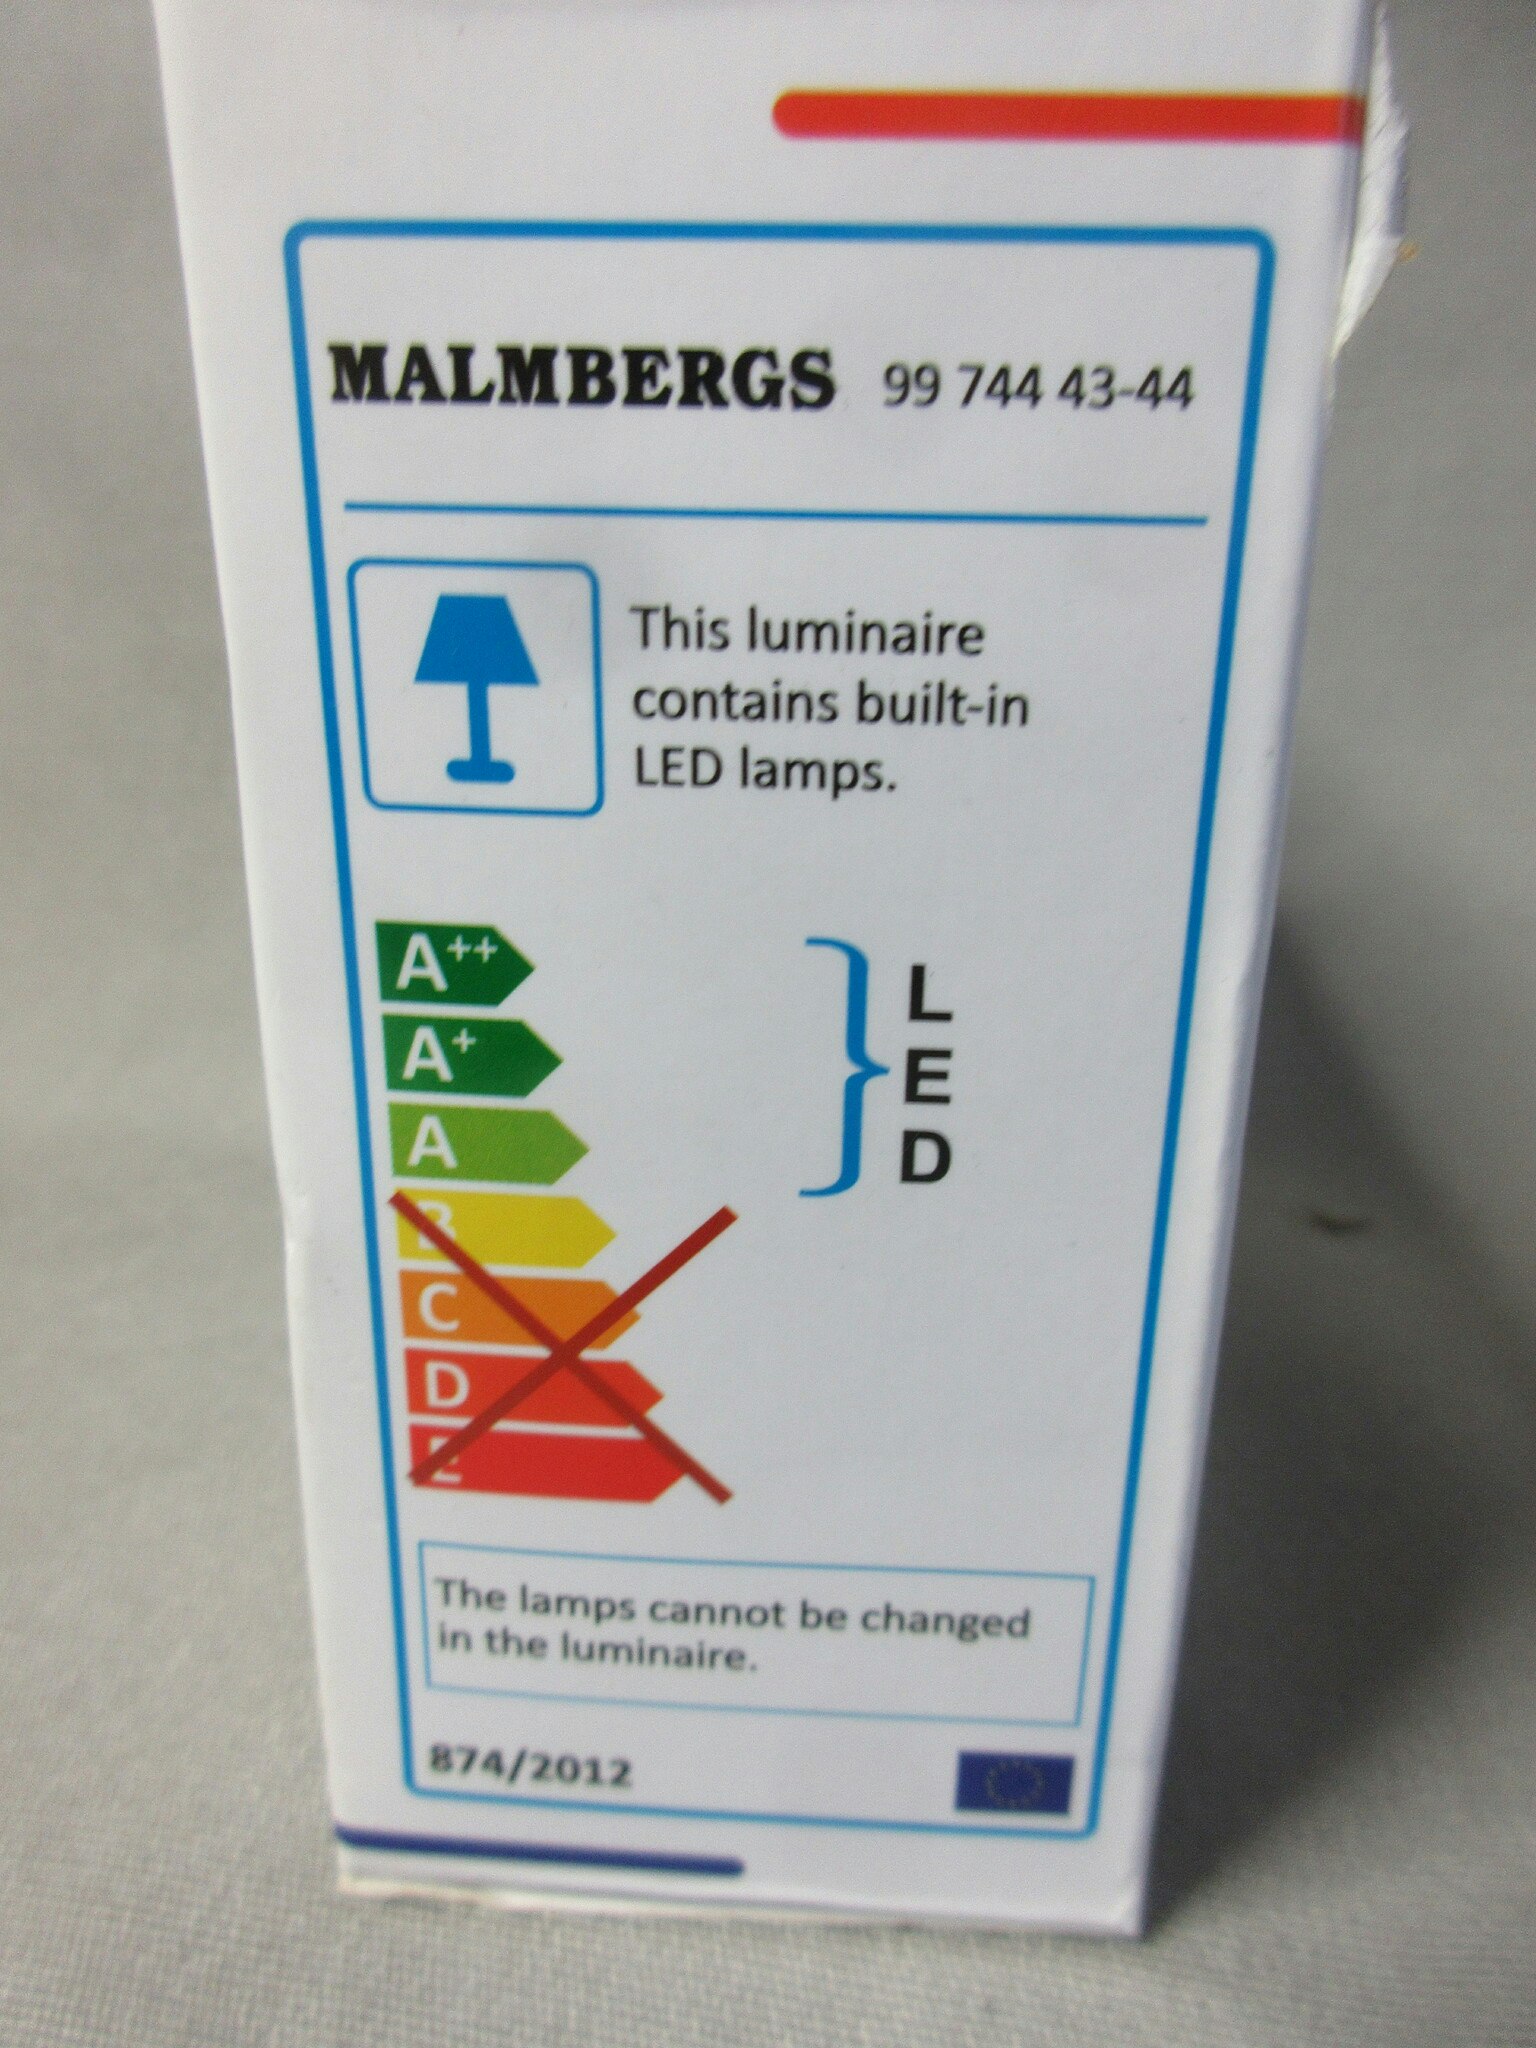 MALMBERGS 99 744 43-44
This luminaire
contains built-in
LED lamps.
A++
A+
A
B
C
D
E
L
E
D
The lamps cannot be changed
in the luminaire.
874/2012